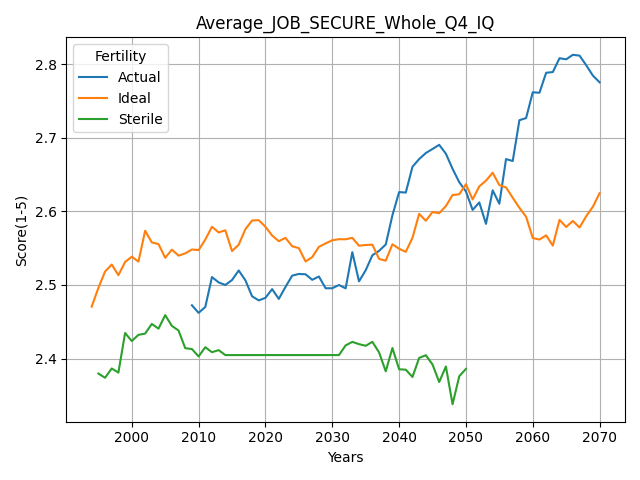 Average_JOB_SECURE_Whole_Q4_IQ
Fertility
Actual
Ideal
Sterile
Score(1-5)
2.8
2.7
2.6
2.5
2.4
2000 2010 2020 2030 2040 2050 2060 2070
Years